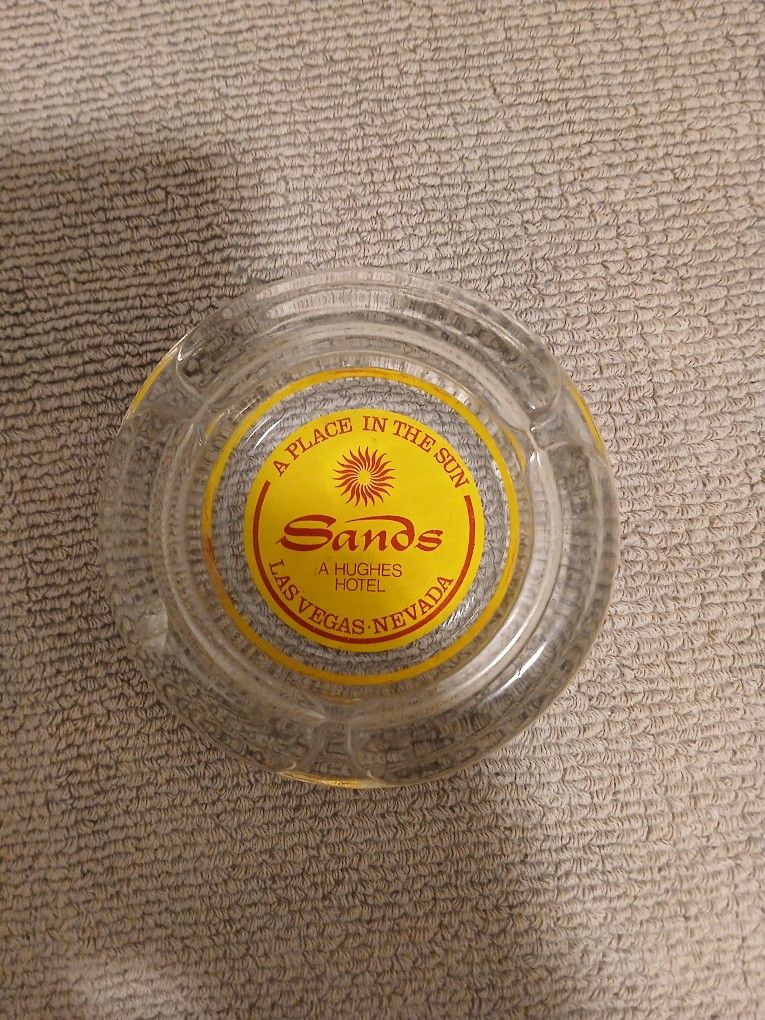 A PLACE IN THE SUN
Sands
A HUGHES
HOTEL
LAS VEGAS·NEVADA